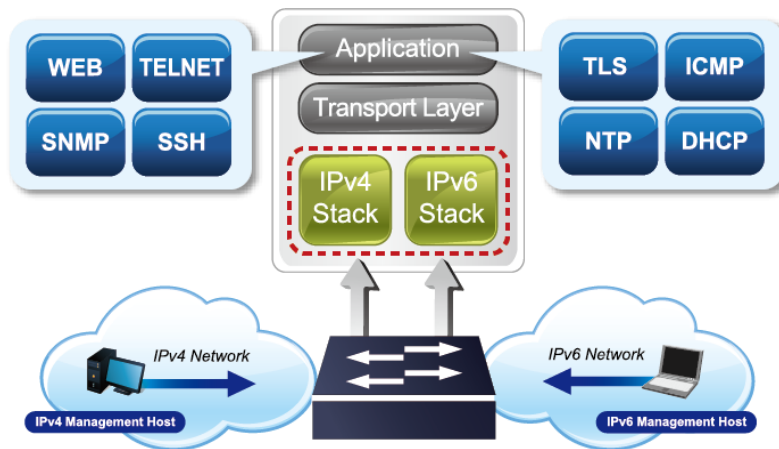 WEB
TELNET
SNMP
SSH
Application
Transport Layer
IPv4
Stack
IPv6
Stack
TLS
ICMP
NTP
DHCP
IPv4 Network
IPv4 Management Host
IPv6 Network
IPv6 Management Host